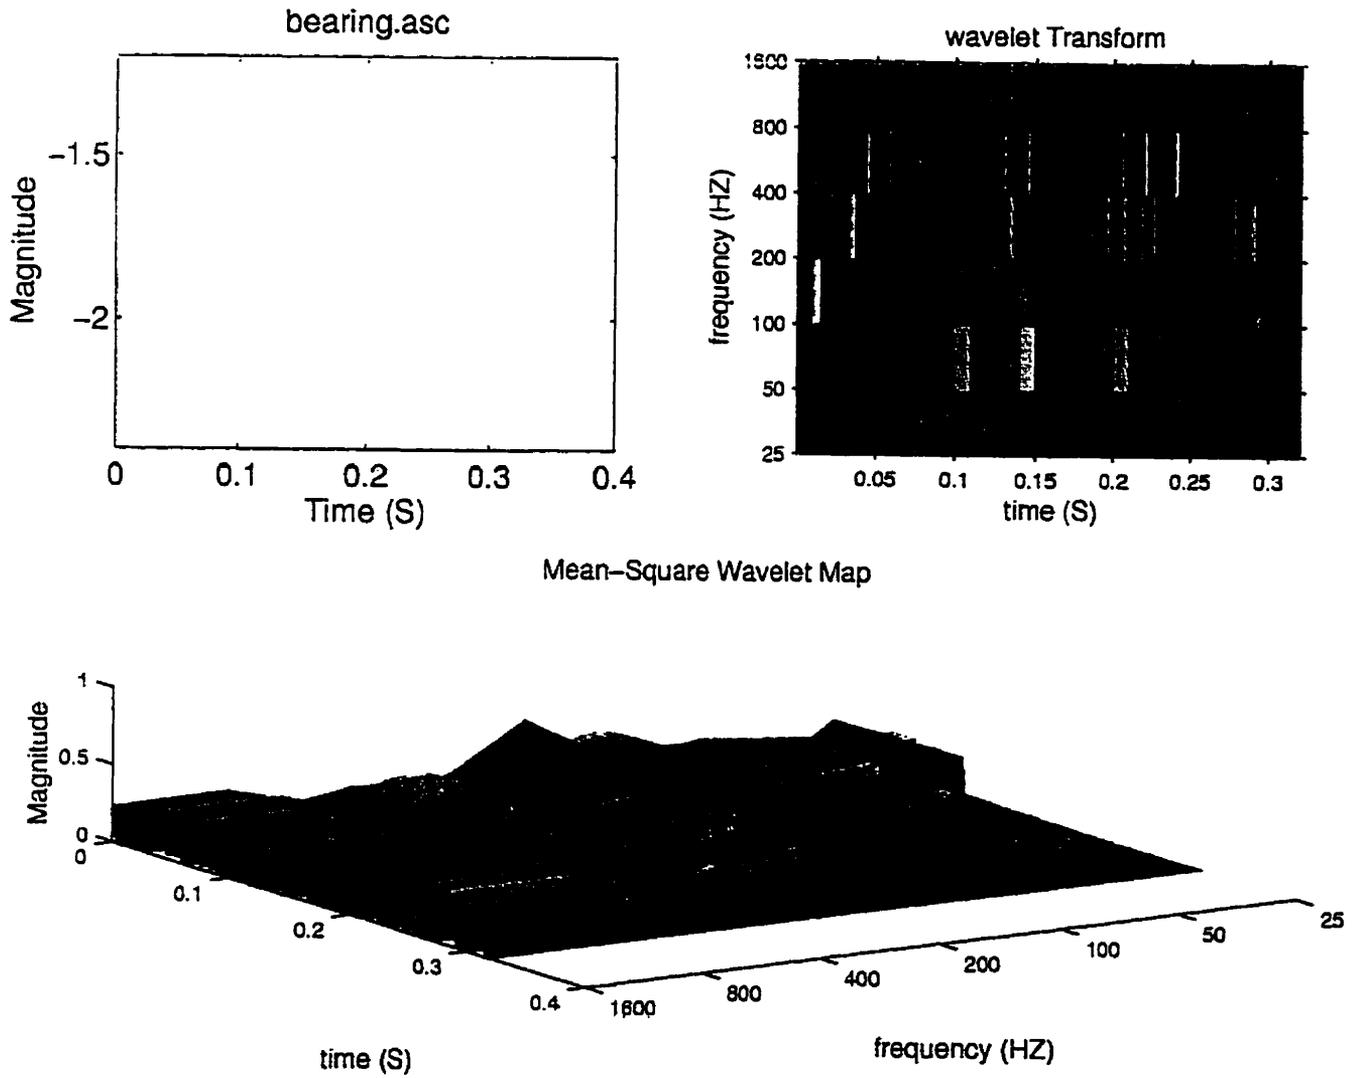 bearing.asc
Magnitude
−1.5
−2
0 0.1 0.2 0.3 0.4
Time (S)
wavelet Transform
frequency (HZ)
1600
800
400
200
100
50
25
0.05 0.1 0.15 0.2 0.25 0.3
time (S)
Mean−Square Wavelet Map
Magnitude
1
0.5
0
0
0.1
0.2
0.3
0.4
time (S)
1600 800 400 200 100 50 25
frequency (HZ)